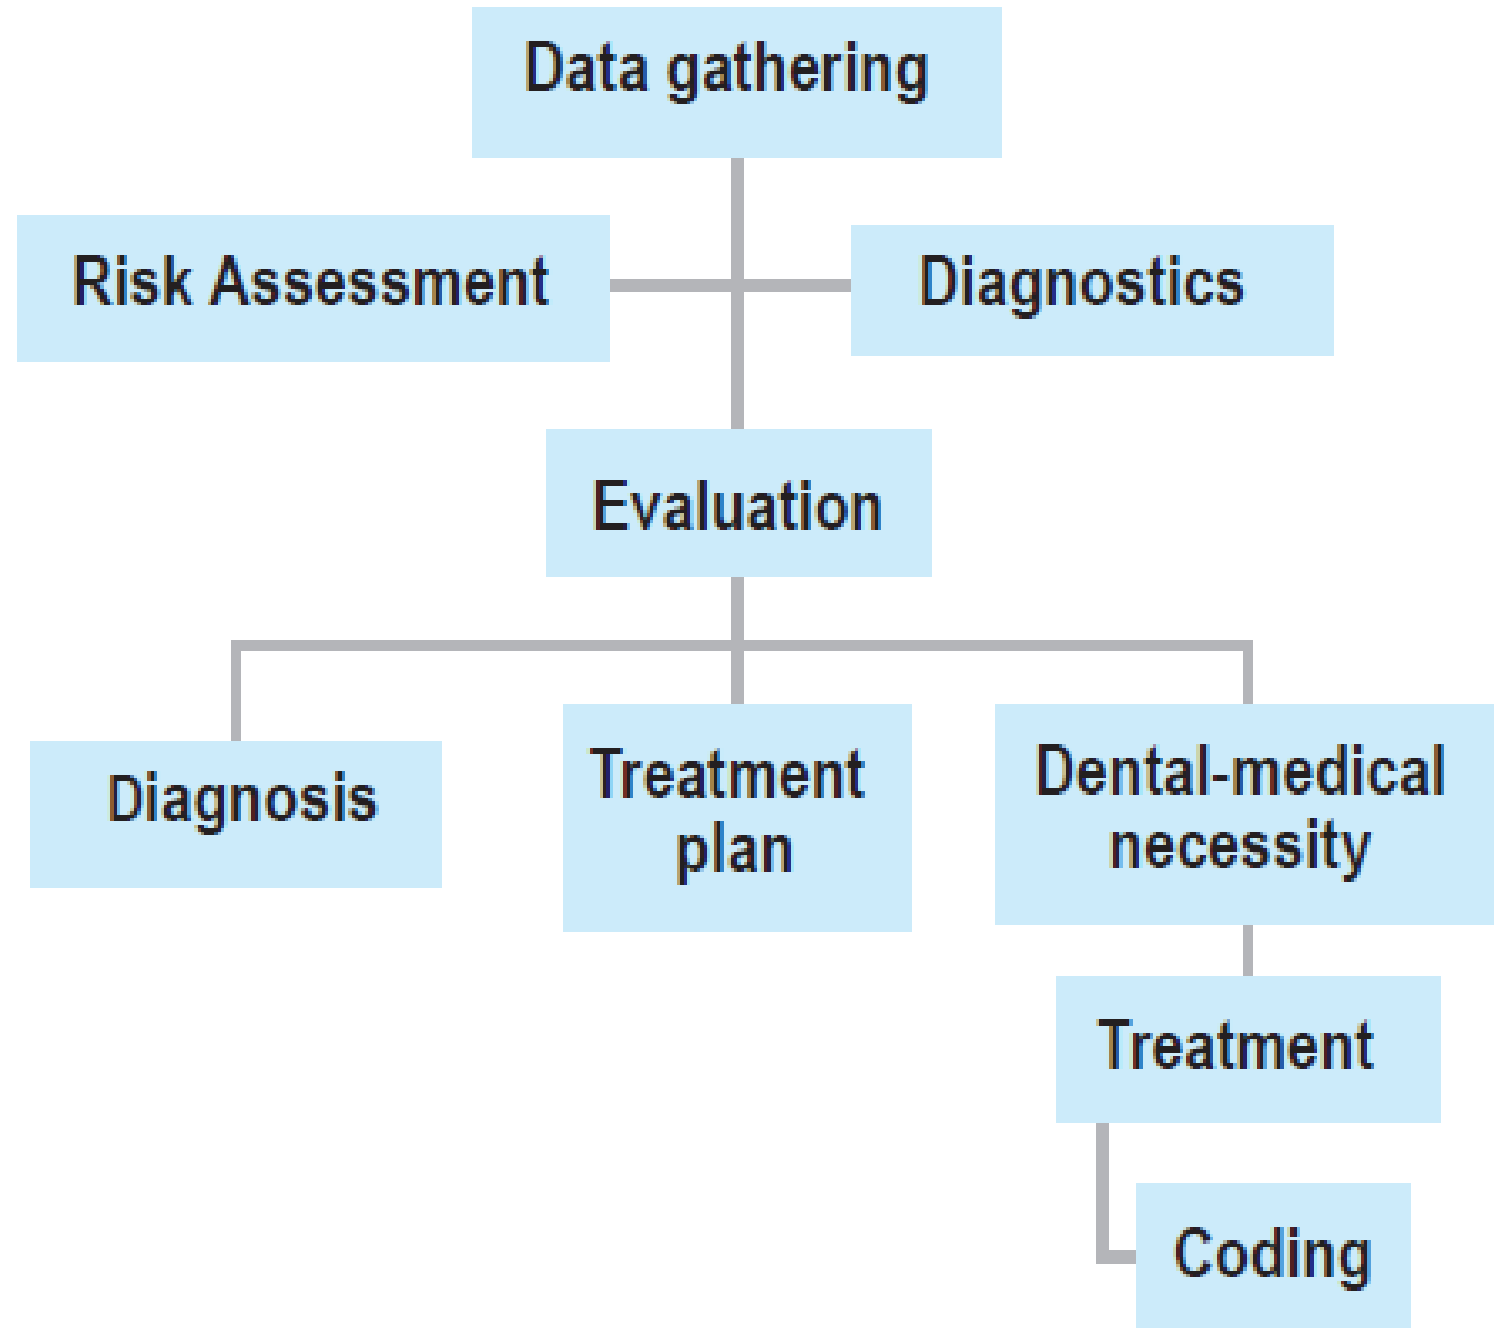 Data gathering
Risk Assessment
Diagnostics
Evaluation
Diagnosis
Treatment
plan
Dental-medical
necessity
Treatment
Coding